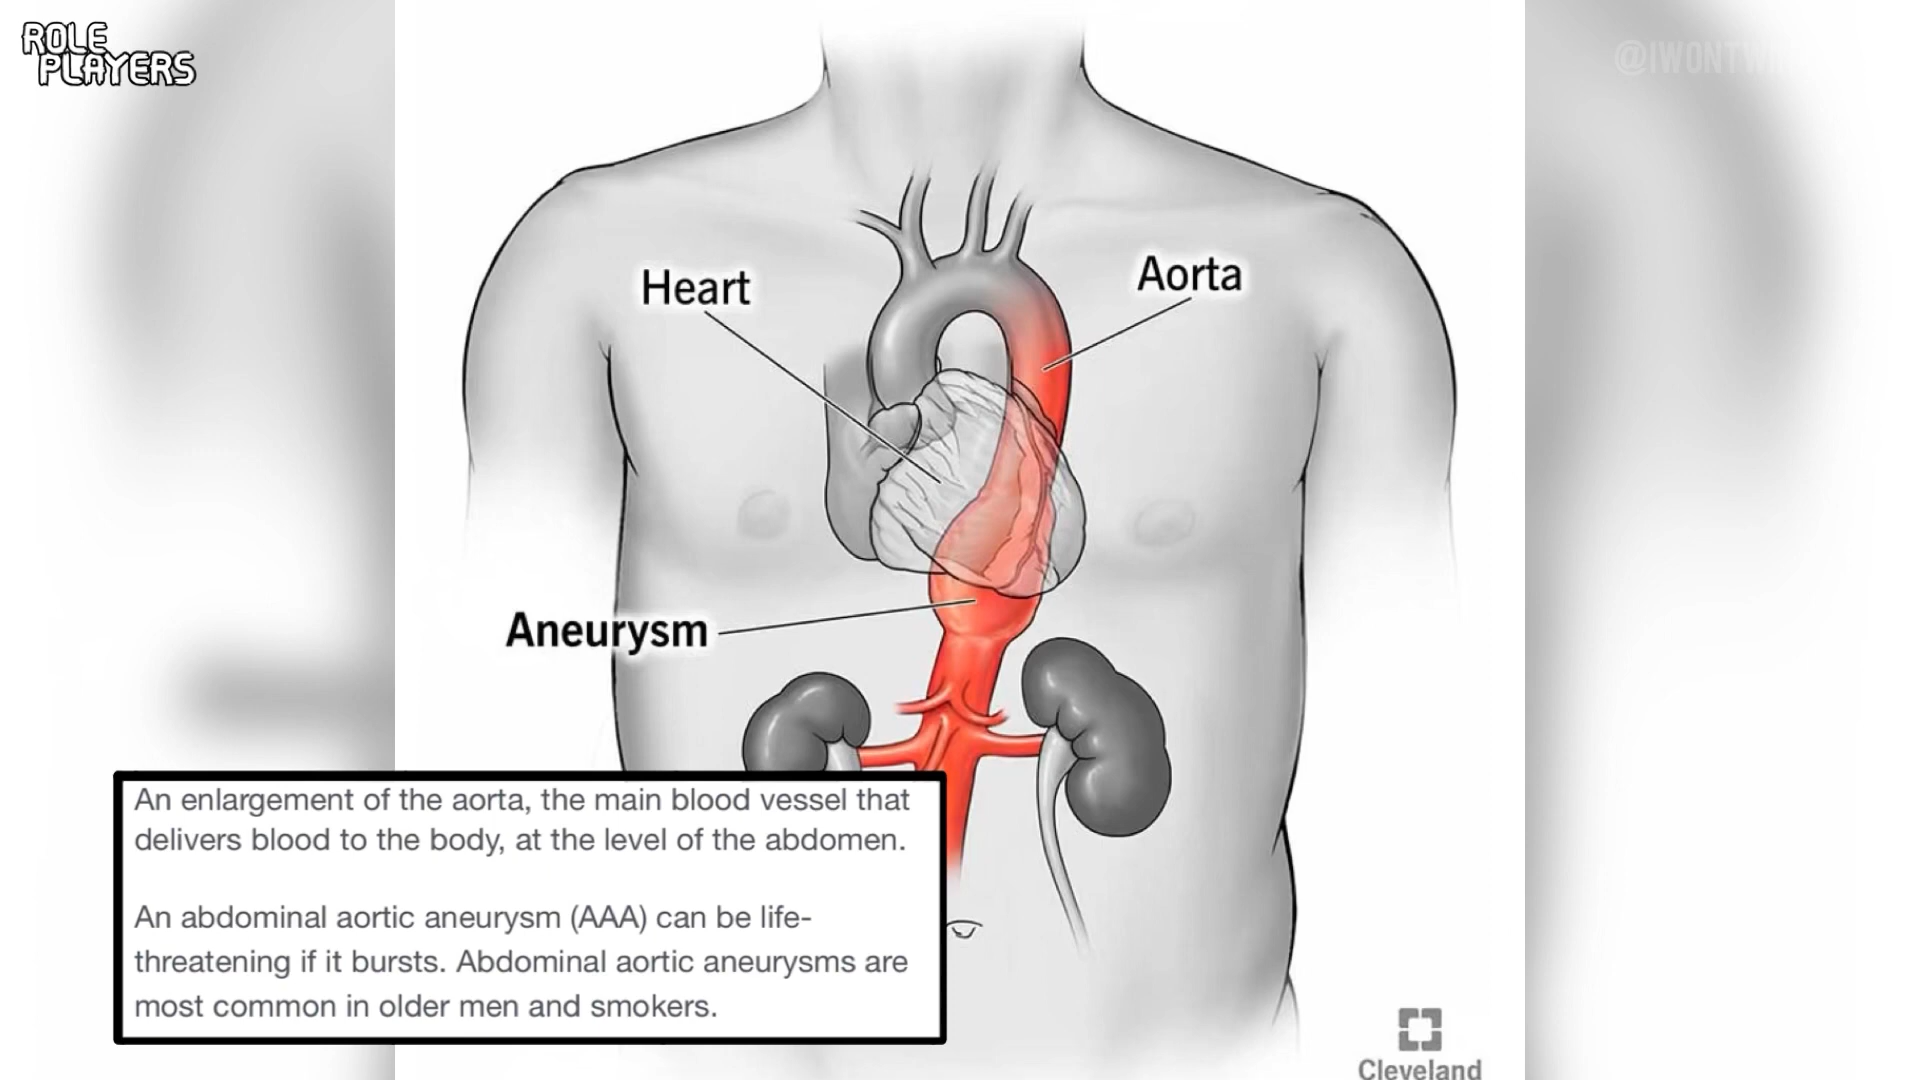 ROLE
PLAYERS
Heart
Aorta
Aneurysm
An enlargement of the aorta, the main blood vessel that
delivers blood to the body, at the level of the abdomen.
An abdominal aortic aneurysm (AAA) can be life-
threatening if it bursts. Abdominal aortic aneurysms are
most common in older men and smokers.
Cleveland